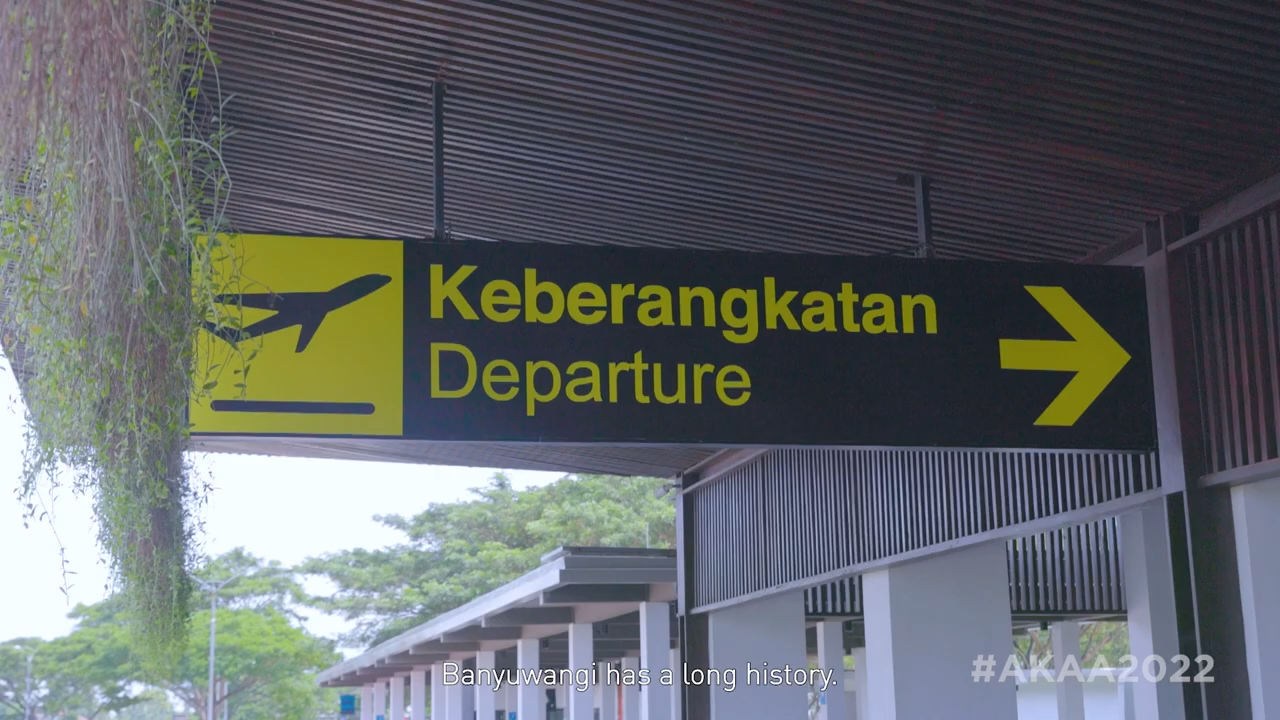 Keberangkatan
Departure
Banyuwangi has a long history.
#AKAA2022